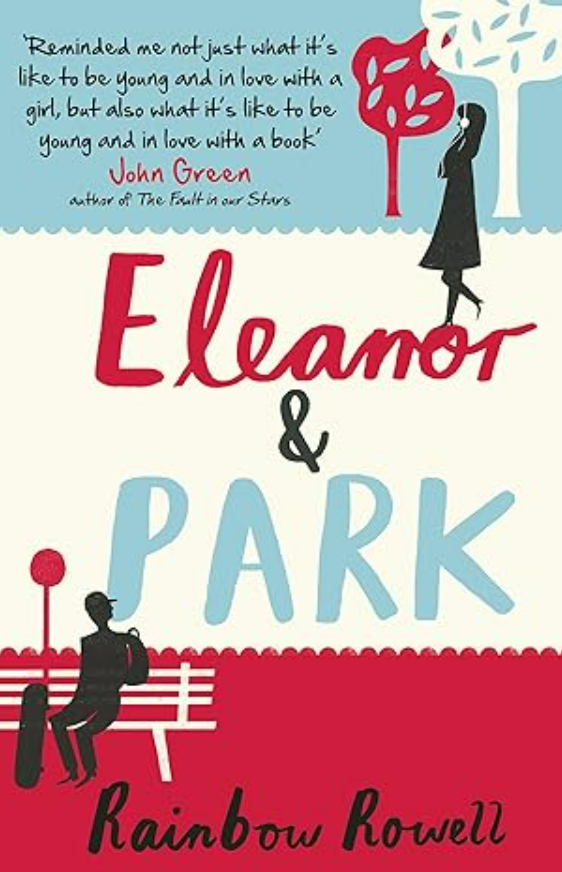 'Reminded me not just what it's
like to be young and in love with a
girl, but also what it's like to be
young and in love with a book'
John Green
author of The Fault in our Stars
Eleanor
&
PARK
Rainbow Rowell